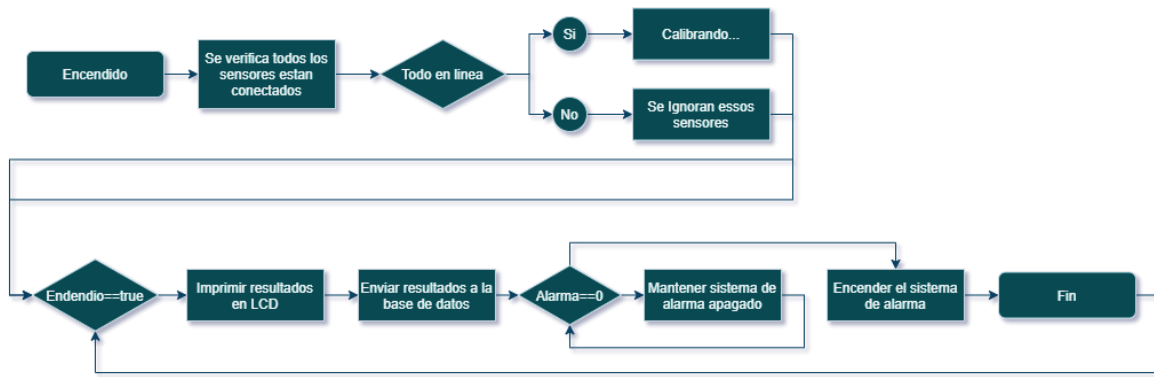 Encendido
Se verifica todos los
sensores estan
conectados
Todo en linea
Si
Calibrando...
No
Se Ignoran essos
sensores
Endendio==true
Imprimir resultados
en LCD
Enviar resultados a la
base de datos
Alarma==0
Mantener sistema de
alarma apagado
Encender el sistema
de alarma
Fin